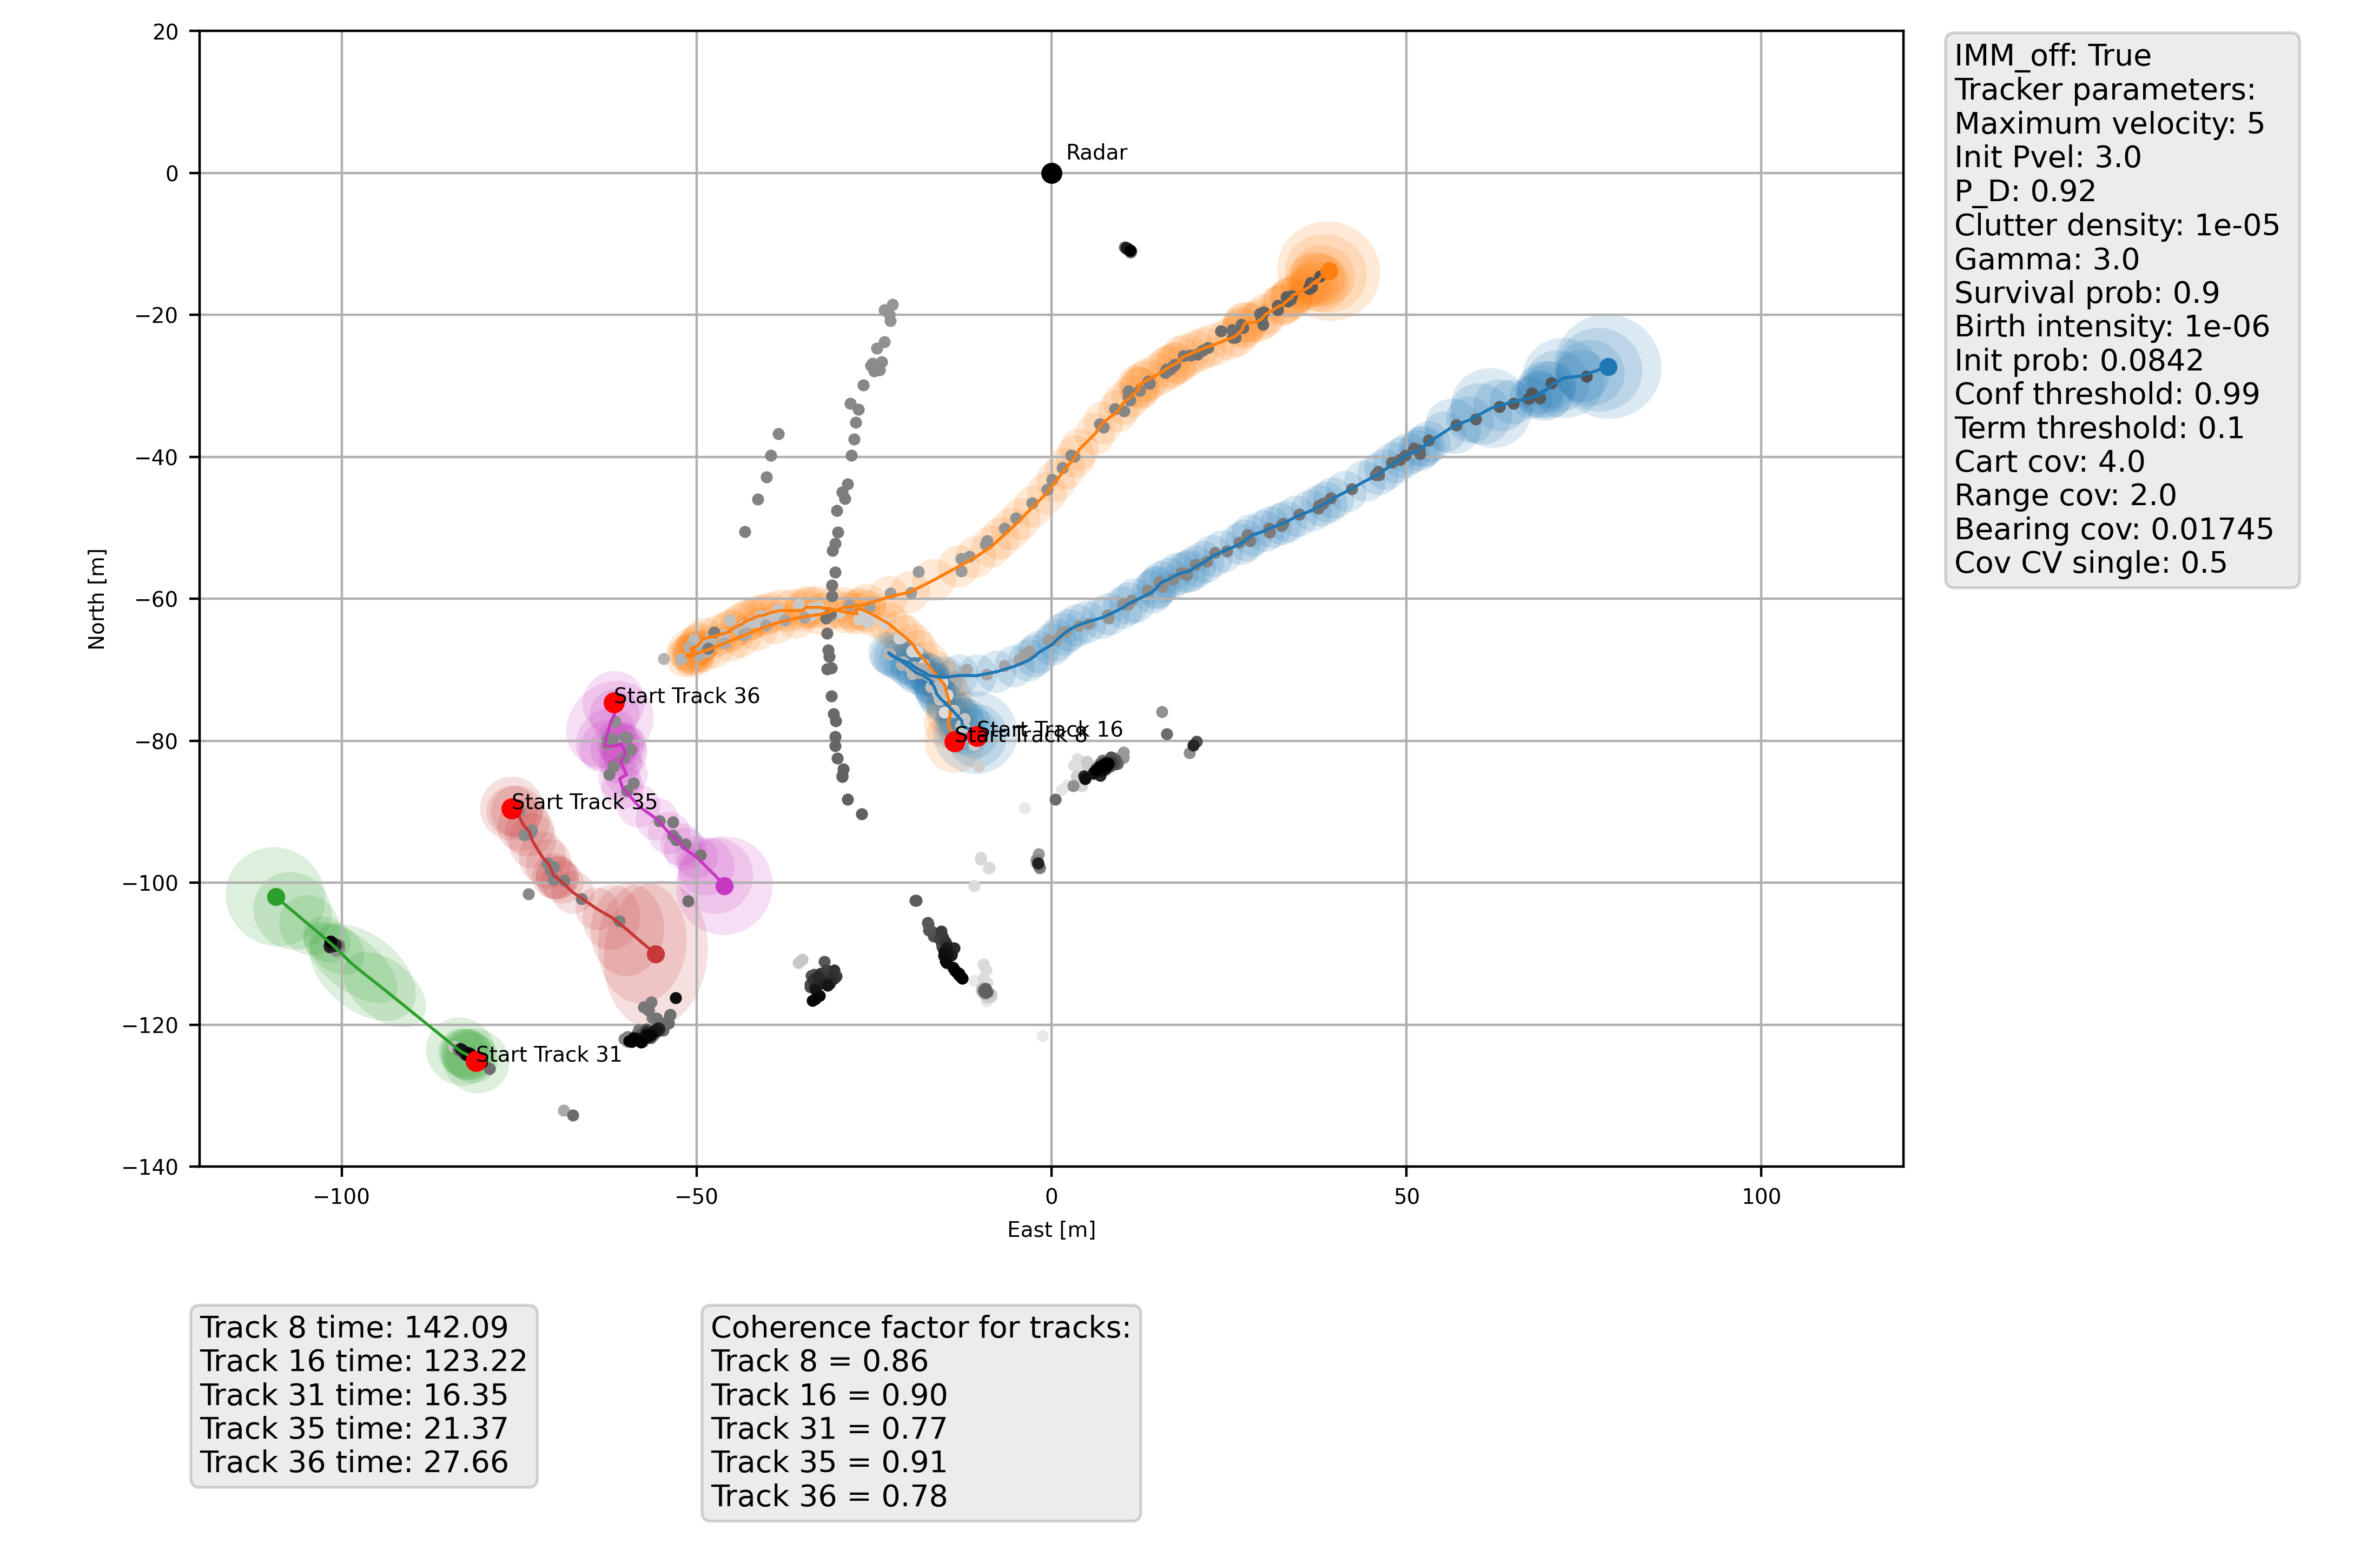 20
0
−20
−40
−60
−80
−100
−120
−140
−100
−50
0
50
100
North [m]
East [m]
Radar
Start Track 36
Start Track 16
Start Track 8
Start Track 35
Start Track 31
IMM_off: True
Tracker parameters:
Maximum velocity: 5
Init Pvel: 3.0
P_D: 0.92
Clutter density: 1e-05
Gamma: 3.0
Survival prob: 0.9
Birth intensity: 1e-06
Init prob: 0.0842
Conf threshold: 0.99
Term threshold: 0.1
Cart cov: 4.0
Range cov: 2.0
Bearing cov: 0.01745
Cov CV single: 0.5
Track 8 time: 142.09
Track 16 time: 123.22
Track 31 time: 16.35
Track 35 time: 21.37
Track 36 time: 27.66
Coherence factor for tracks:
Track 8 = 0.86
Track 16 = 0.90
Track 31 = 0.77
Track 35 = 0.91
Track 36 = 0.78